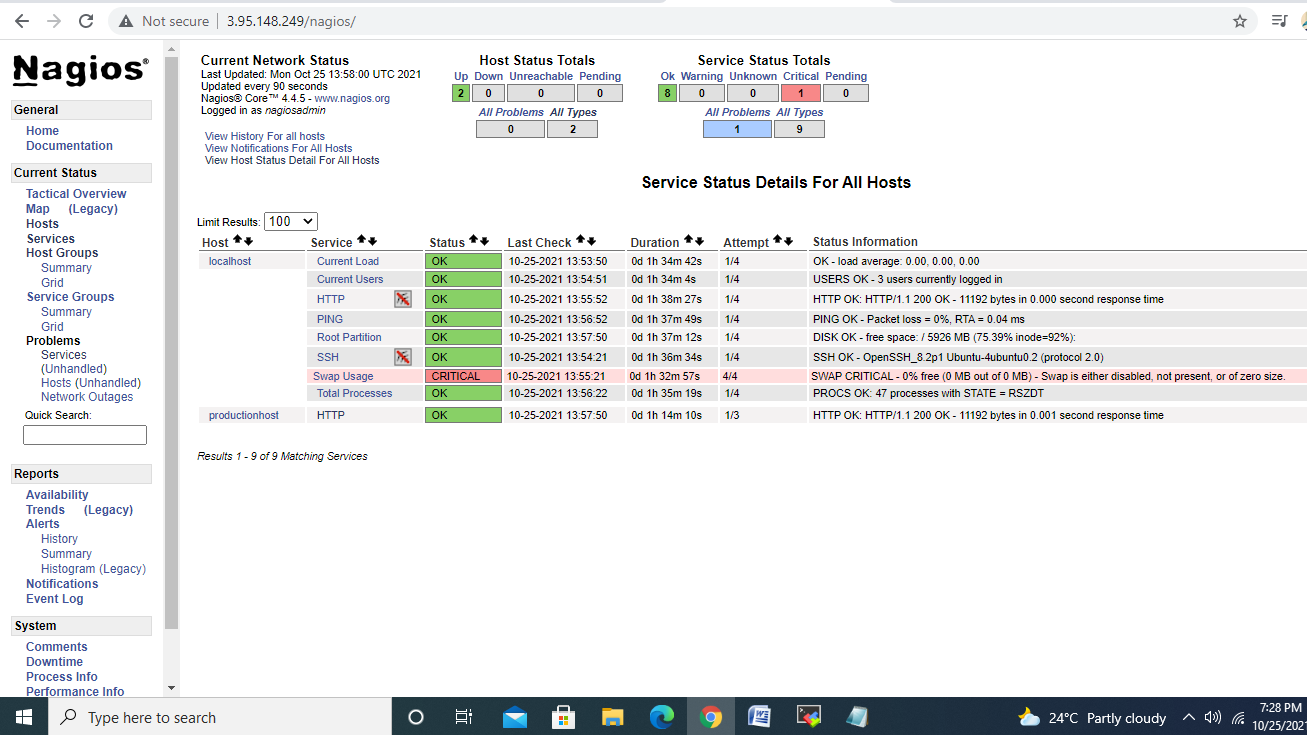 Not secure | 3.95.148.249/nagios/
Nagios®
General
Home
Documentation
Current Status
Tactical Overview
Map (Legacy)
Hosts
Services
Host Groups
Summary
Grid
Service Groups
Summary
Grid
Problems
Services
(Unhandled)
Hosts (Unhandled)
Network Outages
Quick Search:
Reports
Availability
Trends (Legacy)
Alerts
History
Summary
Histogram (Legacy)
Notifications
Event Log
System
Comments
Downtime
Process Info
Performance Info
Current Network Status
Last Updated: Mon Oct 25 13:58:00 UTC 2021
Updated every 90 seconds
Nagios® Core™ 4.4.5 - www.nagios.org
Logged in as nagiosadmin
View History For all hosts
View Notifications For All Hosts
View Host Status Detail For All Hosts
Host Status Totals
Up Down Unreachable Pending
2 0 0 0
All Problems All Types
0 2
Service Status Totals
Ok Warning Unknown Critical Pending
8 0 0 1 0
All Problems All Types
1 9
Service Status Details For All Hosts
Limit Results: 100
Host Service Status Last Check Duration Attempt Status Information
localhost Current Load OK 10-25-2021 13:53:50 0d 1h 34m 42s 1/4 OK - load average: 0.00, 0.00, 0.00
Current Users OK 10-25-2021 13:54:51 0d 1h 34m 4s 1/4 USERS OK - 3 users currently logged in
HTTP OK 10-25-2021 13:55:52 0d 1h 38m 27s 1/4 HTTP OK: HTTP/1.1 200 OK - 11192 bytes in 0.000 second response time
PING OK 10-25-2021 13:56:52 0d 1h 37m 49s 1/4 PING OK - Packet loss = 0%, RTA = 0.04 ms
Root Partition OK 10-25-2021 13:57:50 0d 1h 37m 12s 1/4 DISK OK - free space: / 5926 MB (75.39% inode=92%):
SSH OK 10-25-2021 13:54:21 0d 1h 36m 34s 1/4 SSH OK - OpenSSH_8.2p1 Ubuntu-4ubuntu0.2 (protocol 2.0)
Swap Usage CRITICAL 10-25-2021 13:55:21 0d 1h 32m 57s 4/4 SWAP CRITICAL - 0% free (0 MB out of 0 MB) - Swap is either disabled, not present, or of zero size.
Total Processes OK 10-25-2021 13:56:22 0d 1h 35m 19s 1/4 PROCS OK: 47 processes with STATE = RSZDT
productionhost HTTP OK 10-25-2021 13:57:50 0d 1h 14m 10s 1/3 HTTP OK: HTTP/1.1 200 OK - 11192 bytes in 0.001 second response time
Results 1 - 9 of 9 Matching Services
Type here to search
24°C Partly cloudy
7:28 PM
10/25/2021